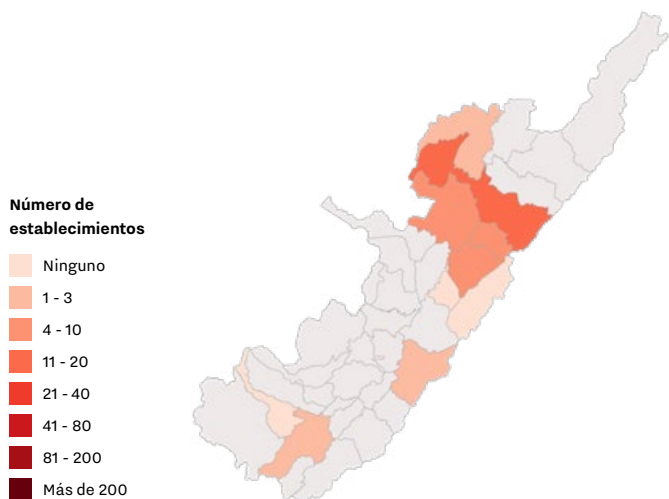 Número de
establecimientos
Ninguno
1 - 3
4 - 10
11 - 20
21 - 40
41 - 80
81 - 200
Más de 200